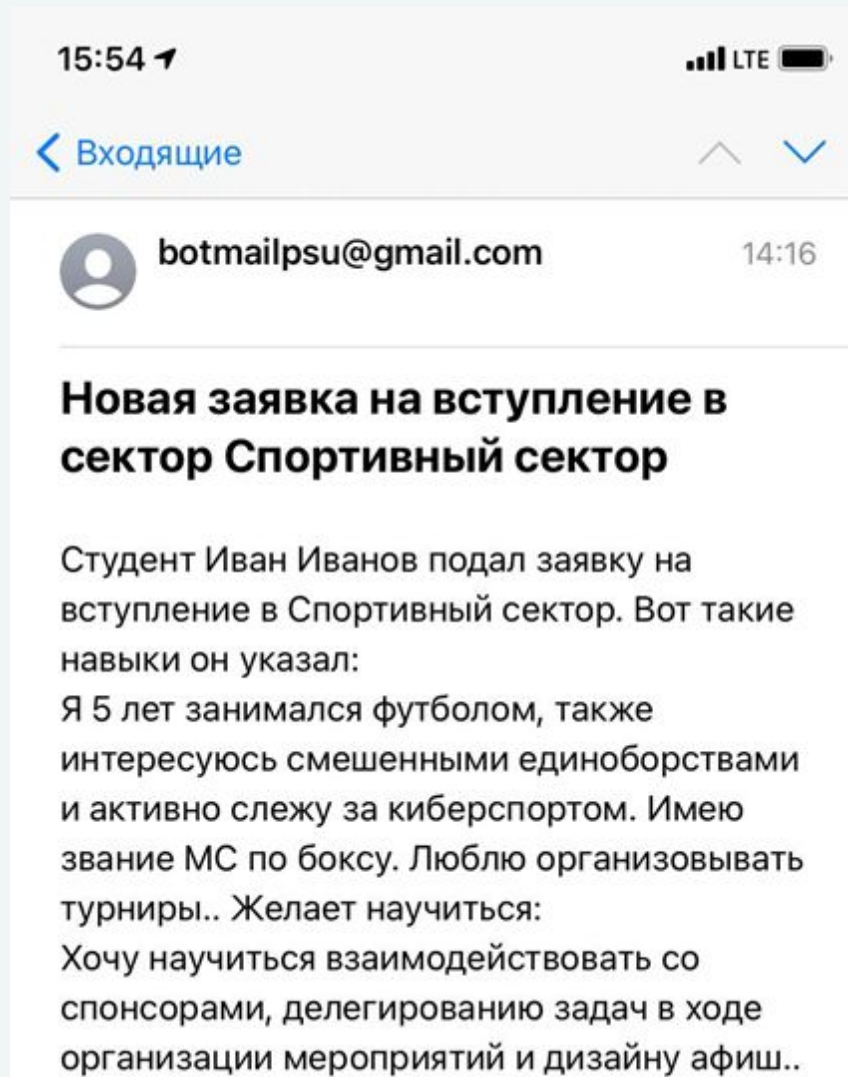 15:54
LTE
Входящие
botmailpsu@gmail.com
14:16
Новая заявка на вступление в
сектор Спортивный сектор
Студент Иван Иванов подал заявку на
вступление в Спортивный сектор. Вот такие
навыки он указал:
Я 5 лет занимался футболом, также
интересуюсь смешенными единоборствами
и активно слежу за киберспортом. Имею
звание МС по боксу. Люблю организовывать
турниры.. Желает научиться:
Хочу научиться взаимодействовать со
спонсорами, делегированию задач в ходе
организации мероприятий и дизайну афиш..